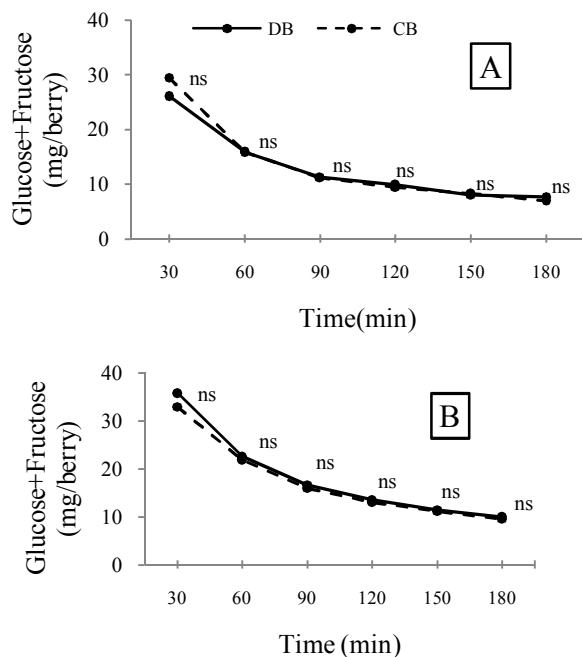 DB CB
A
40
30
20
10
0
ns ns ns ns ns ns
30 60 90 120 150 180
Glucose+Fructose
(mg/berry)
Time(min)
B
40
30
20
10
0
ns ns ns ns ns ns
30 60 90 120 150 180
Glucose+Fructose
(mg/berry)
Time (min)